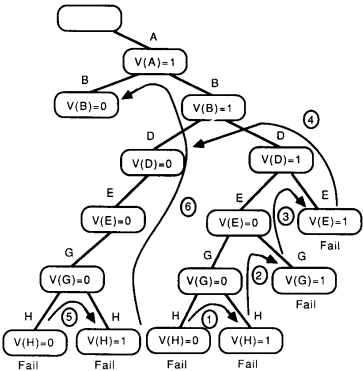 A
V(A)=1
B B
V(B)=0 V(B)=1
④
D D
V(D)=0 V(D)=1
E E E
⑥ ③
V(E)=0 V(E)=0 V(E)=1
Fail
G G ② G
V(G)=0 V(G)=0 V(G)=1
Fail
H ⑤ H H ① H
V(H)=0 V(H)=1 V(H)=0 V(H)=1
Fail Fail Fail Fail